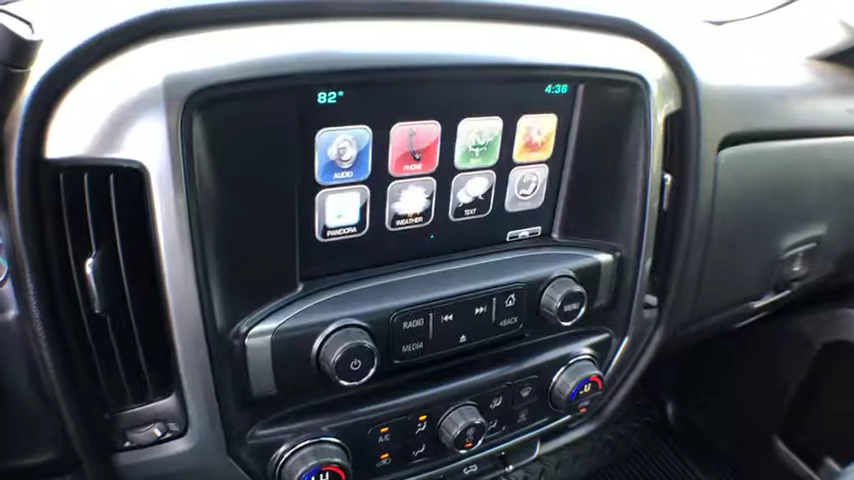 82°
4:36
AUDIO
PHONE
N
PANDORA
WEATHER
TEXT
RADIO
MEDIA
BACK
MENU
A/C